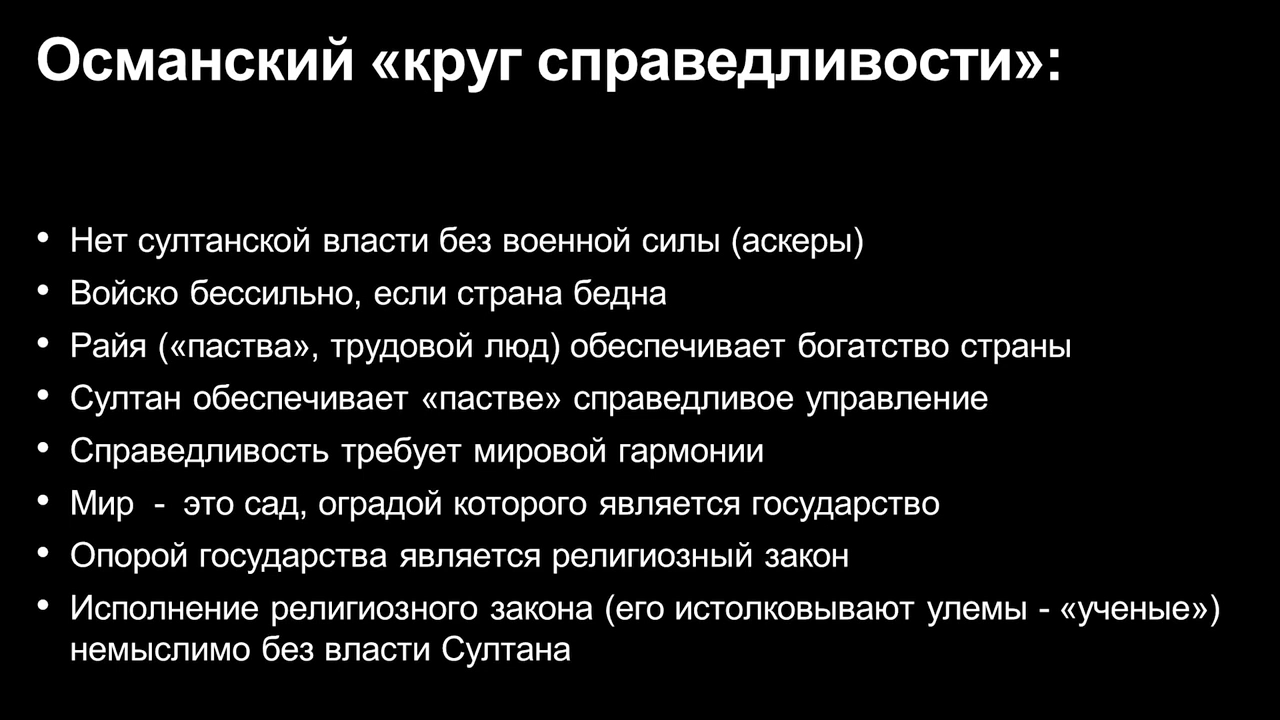 Османский «круг справедливости»:
• Нет султанской власти без военной силы (аскеры)
• Войско бессильно, если страна бедна
• Райя («паства», трудовой люд) обеспечивает богатство страны
• Султан обеспечивает «пастве» справедливое управление
• Справедливость требует мировой гармонии
• Мир - это сад, оградой которого является государство
• Опорой государства является религиозный закон
• Исполнение религиозного закона (его истолковывают улемы - «ученые»)
немыслимо без власти Султана